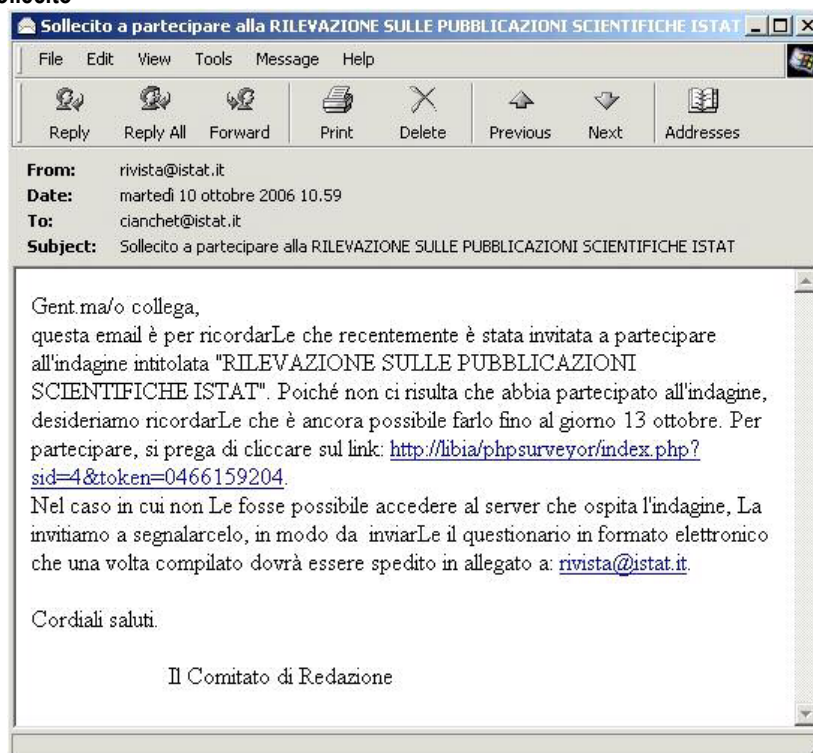 Sollecito a partecipare alla RILEVAZIONE SULLE PUBBLICAZIONI SCIENTIFICHE ISTAT
File Edit View Tools Message Help
Reply Reply All Forward Print Delete Previous Next Addresses
From: rivista@istat.it
Date: martedì 10 ottobre 2006 10.59
To: cianchet@istat.it
Subject: Sollecito a partecipare alla RILEVAZIONE SULLE PUBBLICAZIONI SCIENTIFICHE ISTAT
Gent.ma/o collega,
questa email è per ricordarLe che recentemente è stata invitata a partecipare
all'indagine intitolata "RILEVAZIONE SULLE PUBBLICAZIONI
SCIENTIFICHE ISTAT". Poiché non ci risulta che abbia partecipato all'indagine,
desideriamo ricordarLe che è ancora possibile farlo fino al giorno 13 ottobre. Per
partecipare, si prega di cliccare sul link: http://libia/phpsurveyor/index.php?
sid=4&token=0466159204.
Nel caso in cui non Le fosse possibile accedere al server che ospita l'indagine, La
invitiamo a segnalarcelo, in modo da inviarLe il questionario in formato elettronico
che una volta compilato dovrà essere spedito in allegato a: rivista@istat.it.
Cordiali saluti.
Il Comitato di Redazione